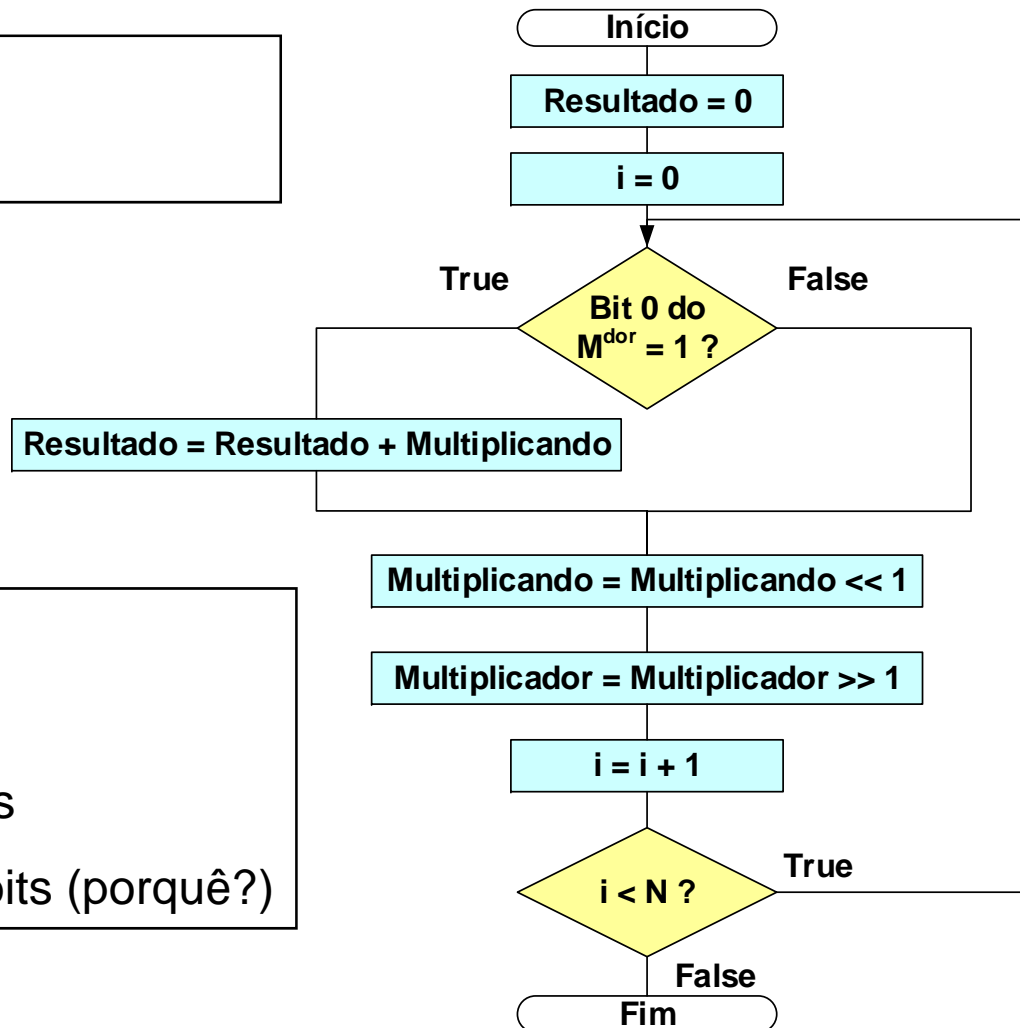 Início
Resultado = 0
i = 0
True
False
Bit 0 do
Mdor = 1 ?
Resultado = Resultado + Multiplicando
Multiplicando = Multiplicando << 1
Multiplicador = Multiplicador >> 1
i = i + 1
i < N ?
True
False
Fim
s
bits (porquê?)